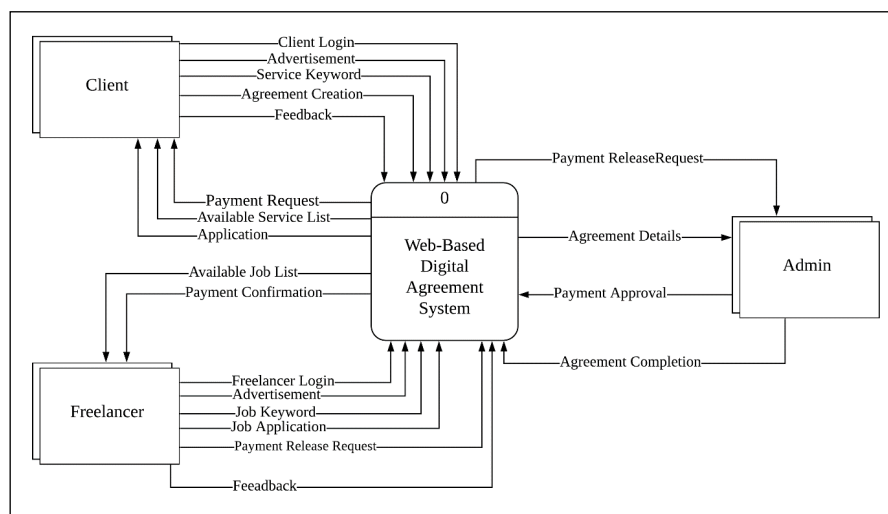 Client
Client Login
Advertisement
Service Keyword
Agreement Creation
Feedback
Payment Request
Available Service List
Application
0
Web-Based
Digital
Agreement
System
Payment ReleaseRequest
Agreement Details
Admin
Payment Approval
Agreement Completion
Available Job List
Payment Confirmation
Freelancer
Freelancer Login
Advertisement
Job Keyword
Job Application
Payment Release Request
Feeadback